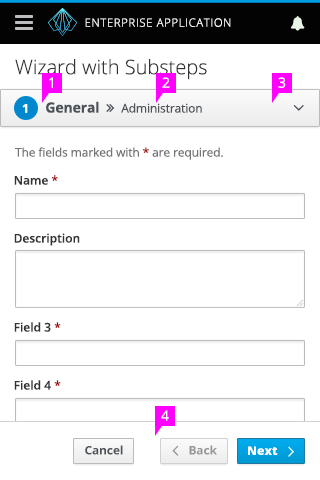 ENTERPRISE APPLICATION
Wizard with Substeps
1 2 3
1 General » Administration
The fields marked with * are required.
Name *
Description
Field 3 *
Field 4 *
4
Cancel Back Next